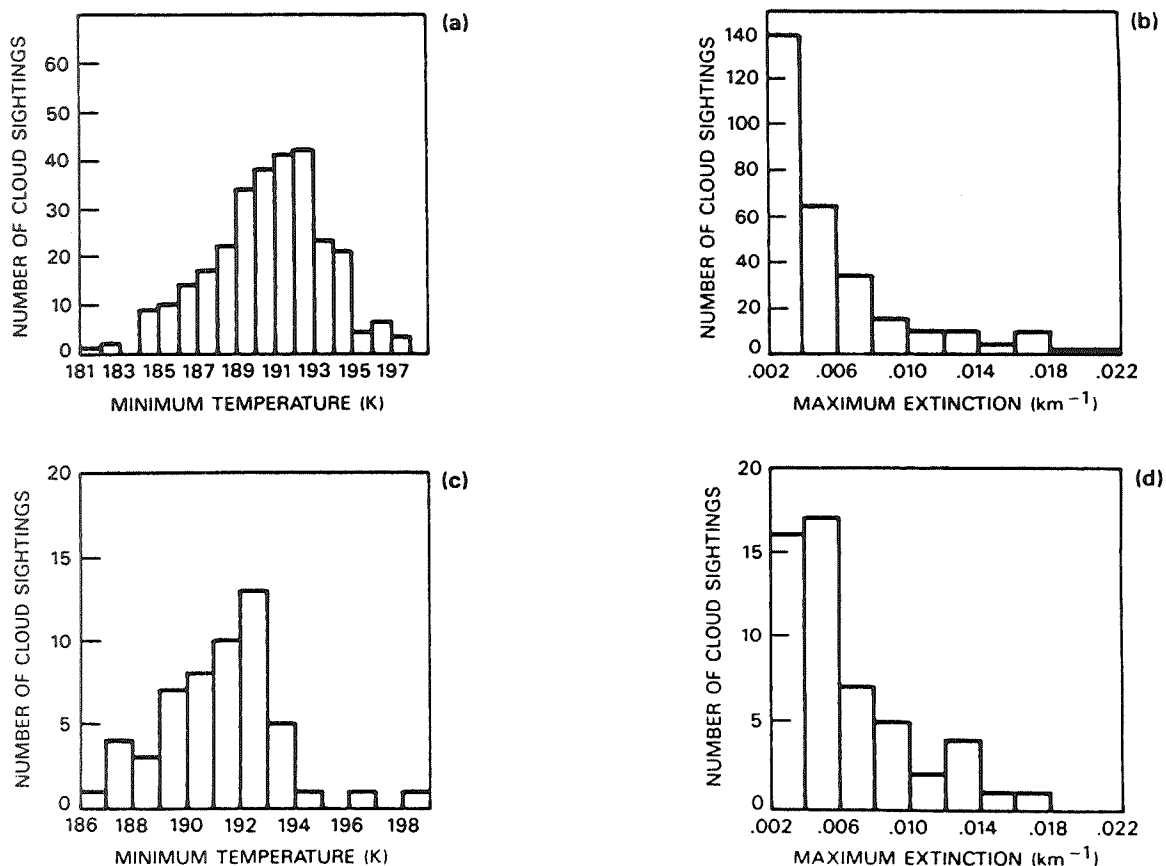 (a)
NUMBER OF CLOUD SIGHTINGS
60
50
40
30
20
10
0
181 183 185 187 189 191 193 195 197
MINIMUM TEMPERATURE (K)
(b)
NUMBER OF CLOUD SIGHTINGS
140
120
100
80
60
40
20
0
.002 .006 .010 .014 .018 .022
MAXIMUM EXTINCTION (km⁻¹)
(c)
NUMBER OF CLOUD SIGHTINGS
20
15
10
5
0
186 188 190 192 194 196 198
MINIMUM TEMPERATURE (K)
(d)
NUMBER OF CLOUD SIGHTINGS
20
15
10
5
0
.002 .006 .010 .014 .018 .022
MAXIMUM EXTINCTION (km⁻¹)